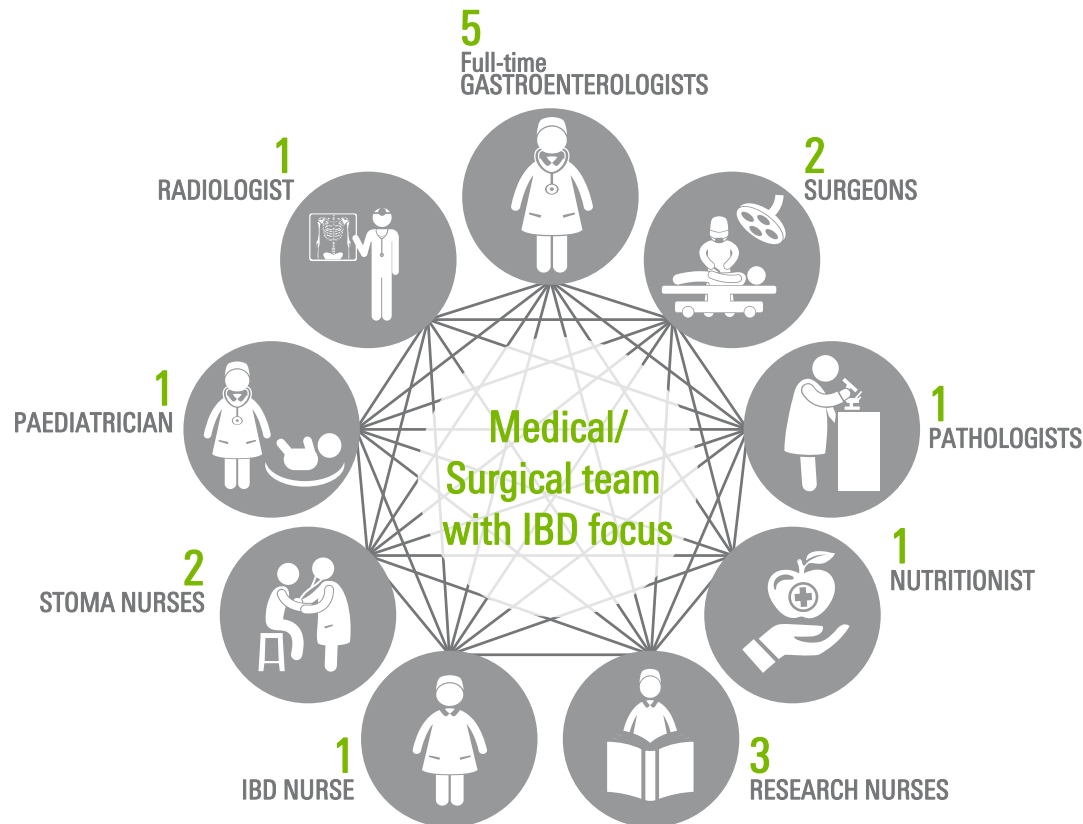 5
Full-time
GASTROENTEROLOGISTS
1
RADIOLOGIST
2
SURGEONS
1
PAEDIATRICIAN
1
PATHOLOGISTS
Medical/
Surgical team
with IBD focus
2
STOMA NURSES
1
NUTRITIONIST
1
IBD NURSE
3
RESEARCH NURSES